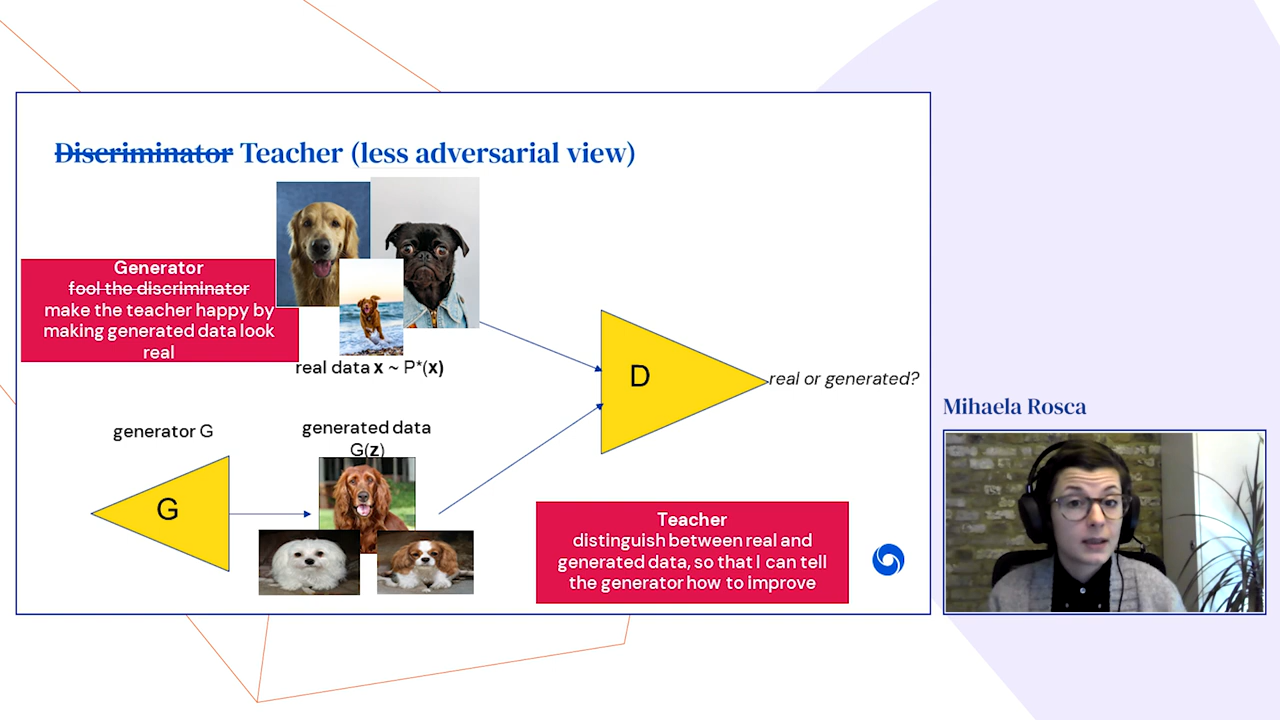 Discriminator Teacher (less adversarial view)
Generator
fool the discriminator
make the teacher happy by
making generated data look
real
real data x ~ P*(x)
D
real or generated?
generator G
G
generated data
G(z)
Teacher
distinguish between real and
generated data, so that I can tell
the generator how to improve
Mihaela Rosca